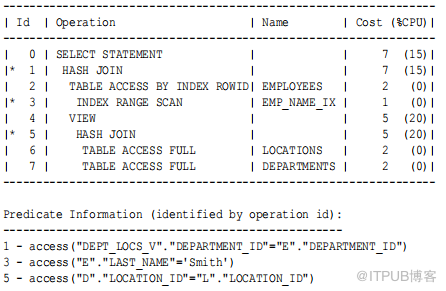 ---------------------------------------------------------------------
| Id | Operation | Name | Cost (%CPU)|
---------------------------------------------------------------------
| 0 | SELECT STATEMENT | | 7 (15)|
|* 1 | HASH JOIN | | 7 (15)|
| 2 | TABLE ACCESS BY INDEX ROWID| EMPLOYEES | 2 (0)|
|* 3 | INDEX RANGE SCAN | EMP_NAME_IX | 1 (0)|
| 4 | VIEW | | 5 (20)|
|* 5 | HASH JOIN | | 5 (20)|
| 6 | TABLE ACCESS FULL | LOCATIONS | 2 (0)|
| 7 | TABLE ACCESS FULL | DEPARTMENTS | 2 (0)|
---------------------------------------------------------------------
Predicate Information (identified by operation id):
---------------------------------------------------
1 - access("DEPT_LOCS_V"."DEPARTMENT_ID"="E"."DEPARTMENT_ID")
3 - access("E"."LAST_NAME"='Smith')
5 - access("D"."LOCATION_ID"="L"."LOCATION_ID")
@ITPUB博客